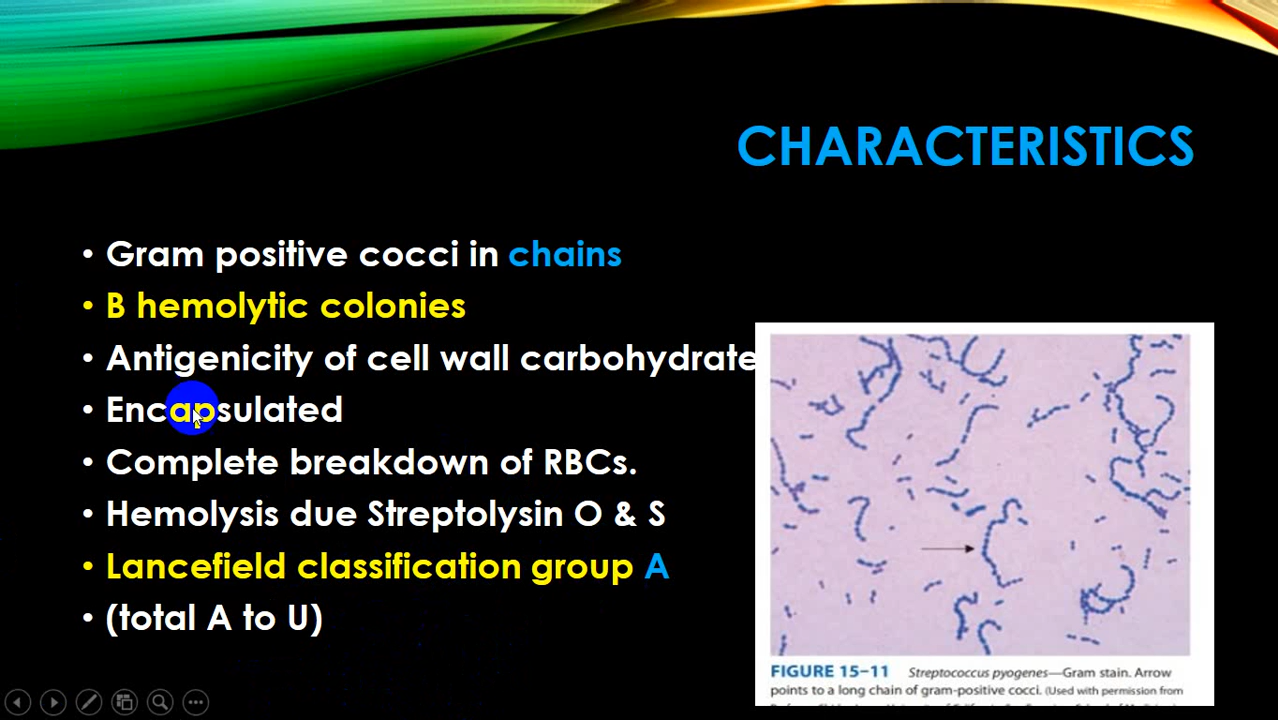 CHARACTERISTICS
• Gram positive cocci in chains
• B hemolytic colonies
• Antigenicity of cell wall carbohydrate
• Encapsulated
• Complete breakdown of RBCs.
• Hemolysis due Streptolysin O & S
• Lancefield classification group A
• (total A to U)
FIGURE 15–11 Streptococcus pyogenes—Gram stain. Arrow
points to a long chain of gram-positive cocci. (Used with permission from